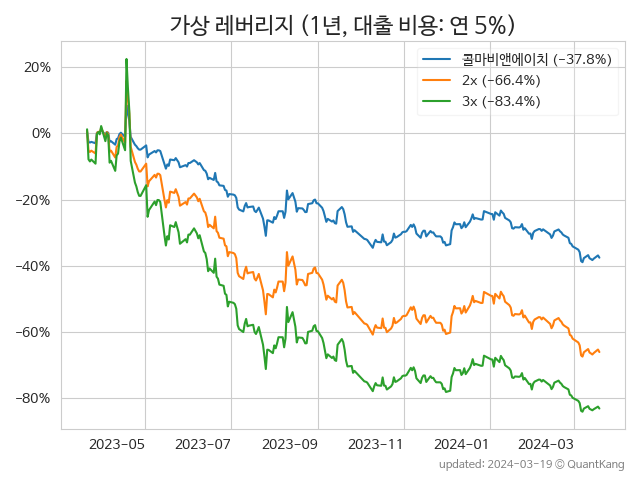 가상 레버리지 (1년, 대출 비용: 연 5%)
콜마비앤에이치 (−37.8%)
2x (−66.4%)
3x (−83.4%)
20%
0%
−20%
−40%
−60%
−80%
2023-05
2023-07
2023-09
2023-11
2024-01
2024-03
updated: 2024-03-19 © QuantKang